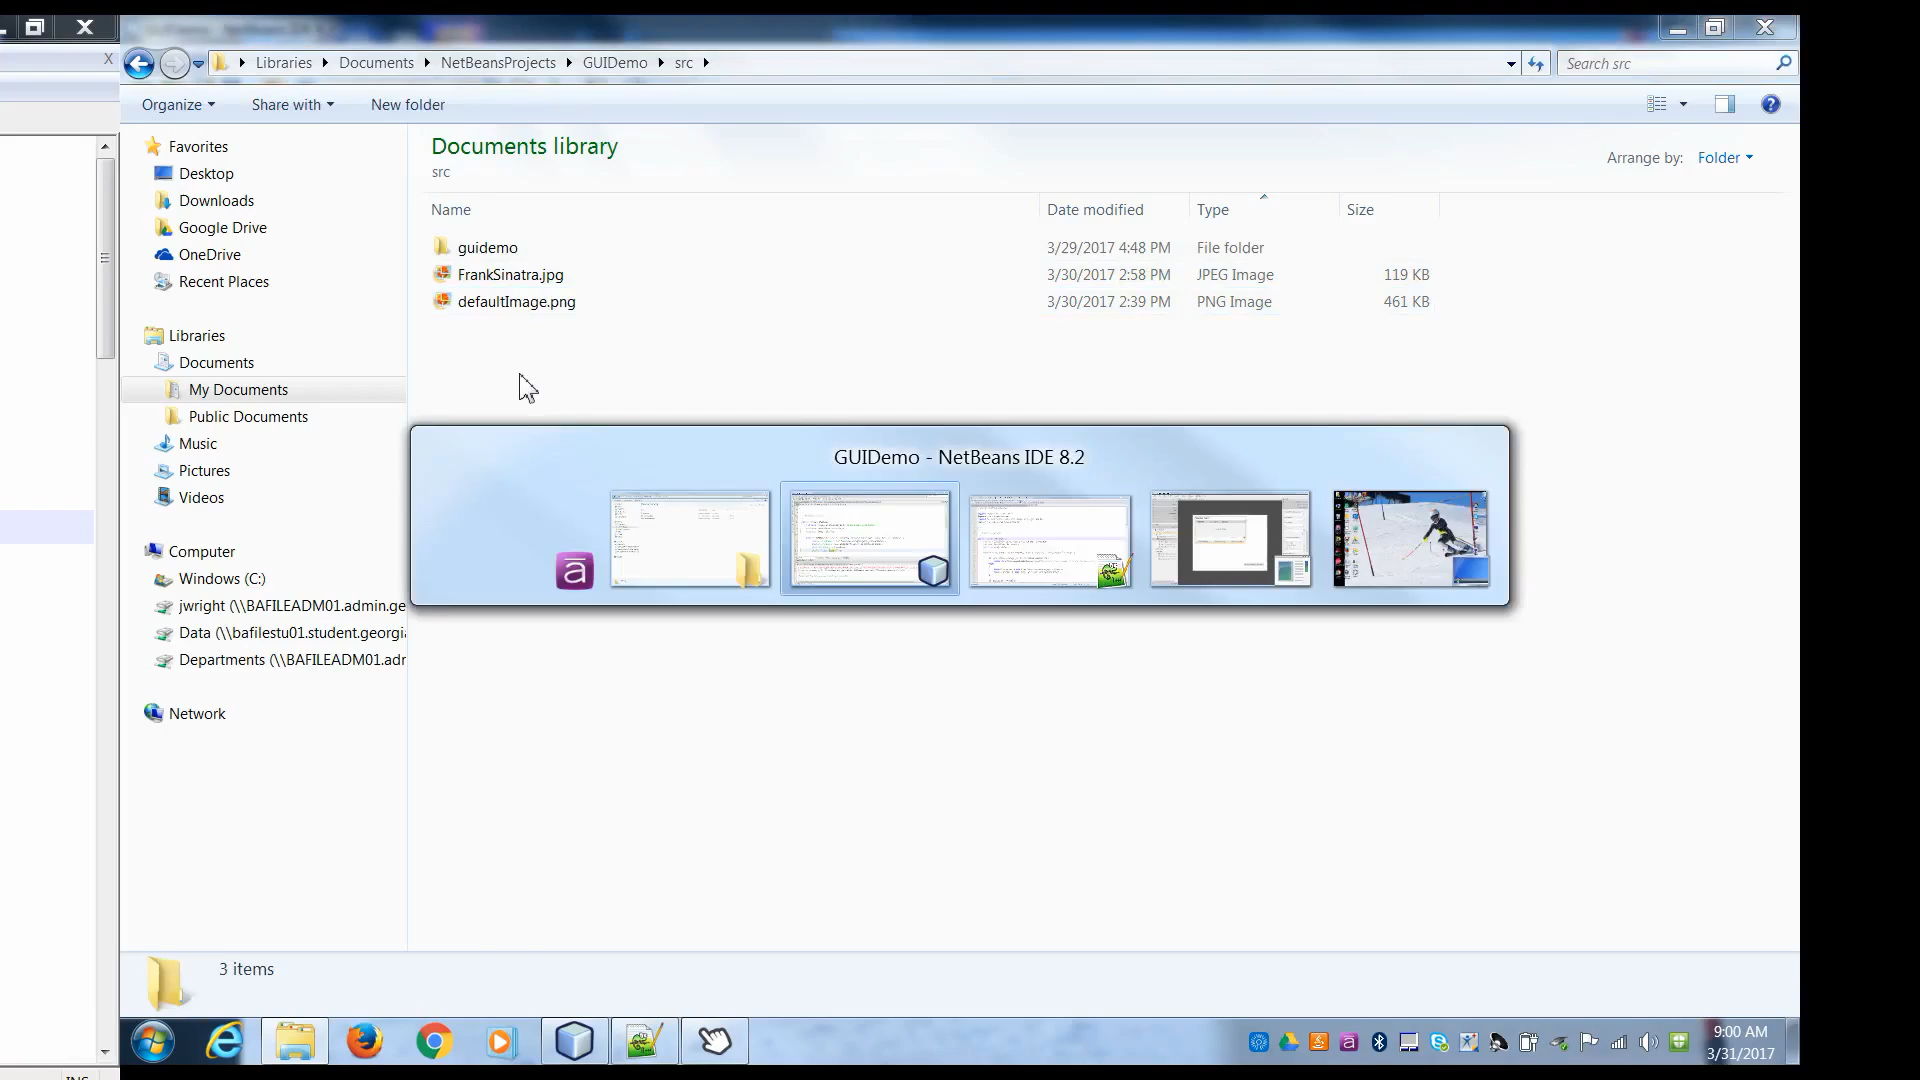 X
Libraries Documents NetBeansProjects GUIDemo src
Search src
Organize Share with New folder
Favorites
Desktop
Downloads
Google Drive
OneDrive
Recent Places
Libraries
Documents
My Documents
Public Documents
Music
Pictures
Videos
Computer
Windows (C:)
jwright (\\BAFILEADM01.admin.ge
Data (\\bafilestu01.student.georgi
Departments (\\BAFILEADM01.adr
Network
Documents library
src
Arrange by: Folder
Name Date modified Type Size
guidemo 3/29/2017 4:48 PM File folder
FrankSinatra.jpg 3/30/2017 2:58 PM JPEG Image 119 KB
defaultImage.png 3/30/2017 2:39 PM PNG Image 461 KB
GUIDemo - NetBeans IDE 8.2
3 items
9:00 AM
3/31/2017